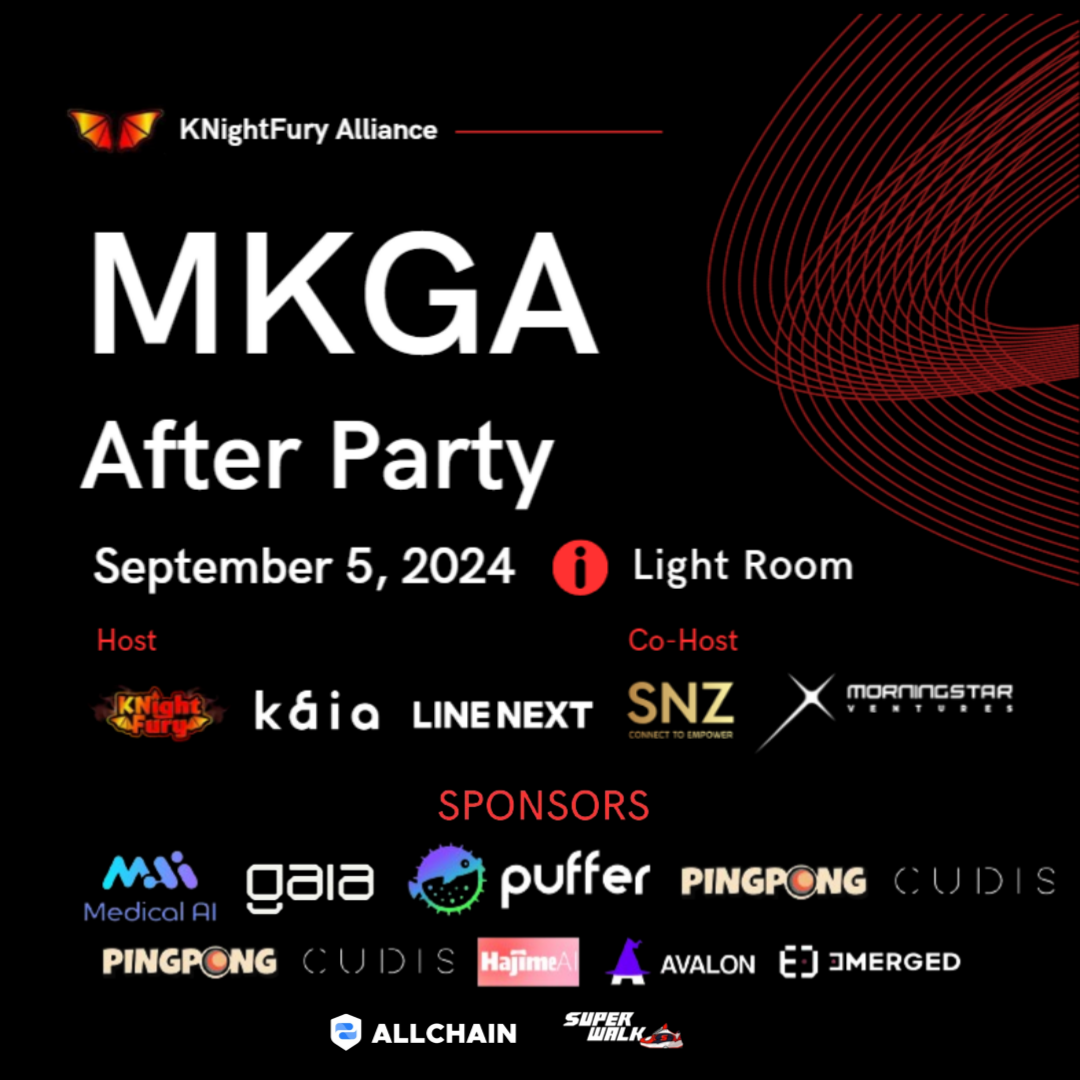 KNightFury Alliance
MKGA
After Party
September 5, 2024 i Light Room
Host Co-Host
KNight Fury kaia LINE NEXT SNZ CONNECT TO EMPOWER MORNINGSTAR VENTURES
SPONSORS
Medical AI gaia puffer PINGPONG CUDIS
PINGPONG CUDIS HajimeAI AVALON EMERGED
ALLCHAIN SUPER WALK